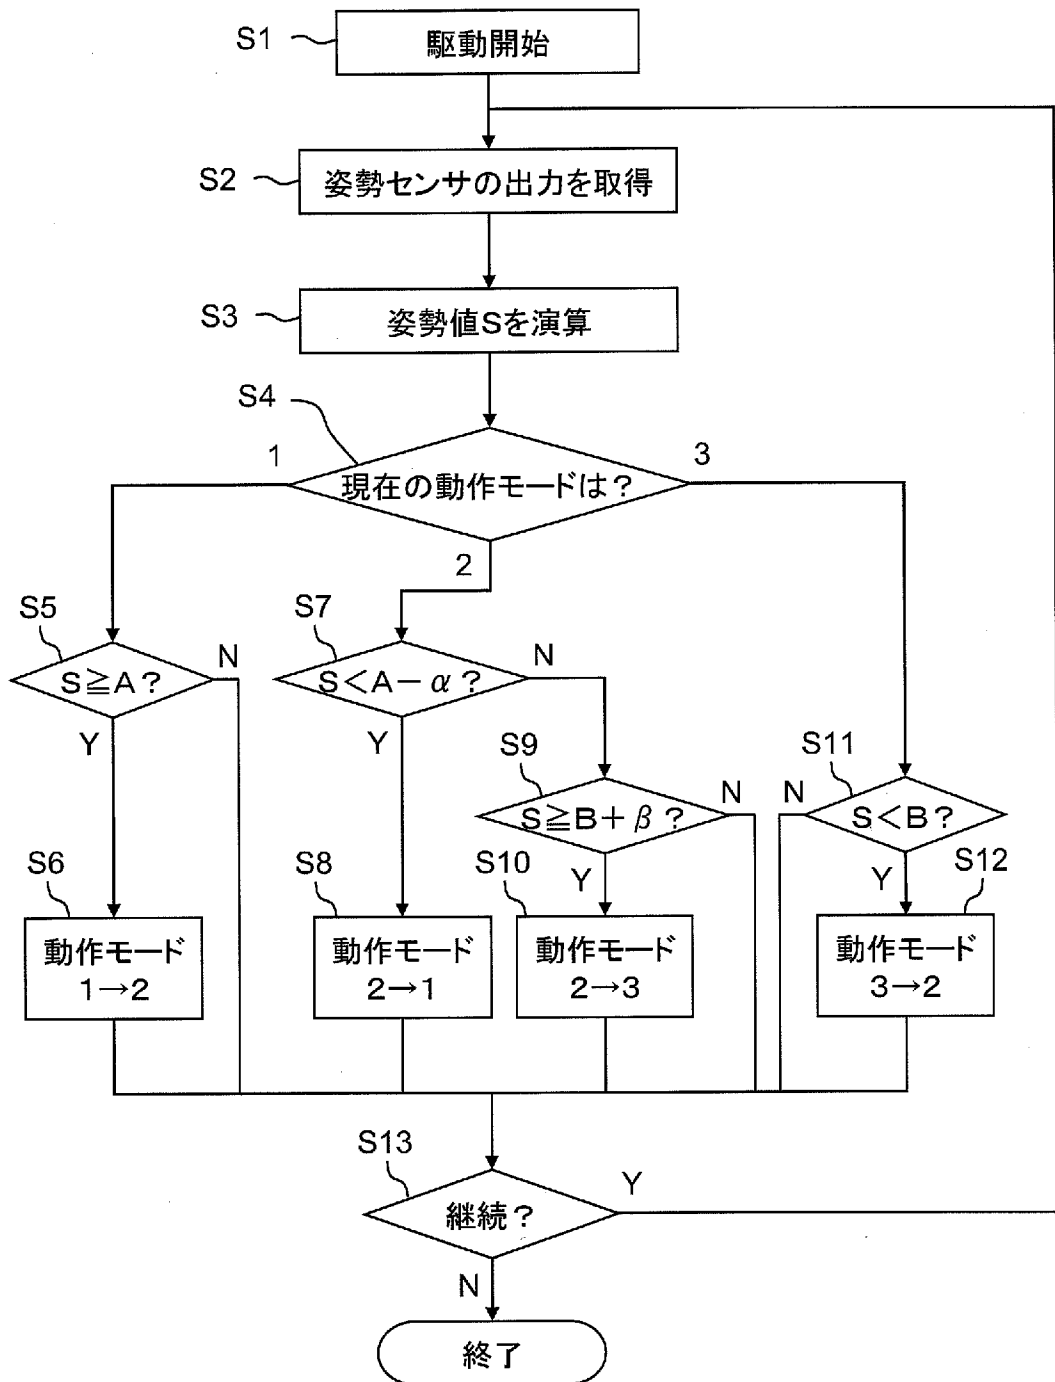 S1
駆動開始
S2
姿勢センサの出力を取得
S3
姿勢値Sを演算
S4
現在の動作モードは？
1
2
3
S5
S≧A？
N
Y
S7
S＜A－α？
N
Y
S9
S≧B＋β？
N
Y
S11
S＜B？
N
Y
S6
動作モード
1→2
S8
動作モード
2→1
S10
動作モード
2→3
S12
動作モード
3→2
S13
継続？
Y
N
終了